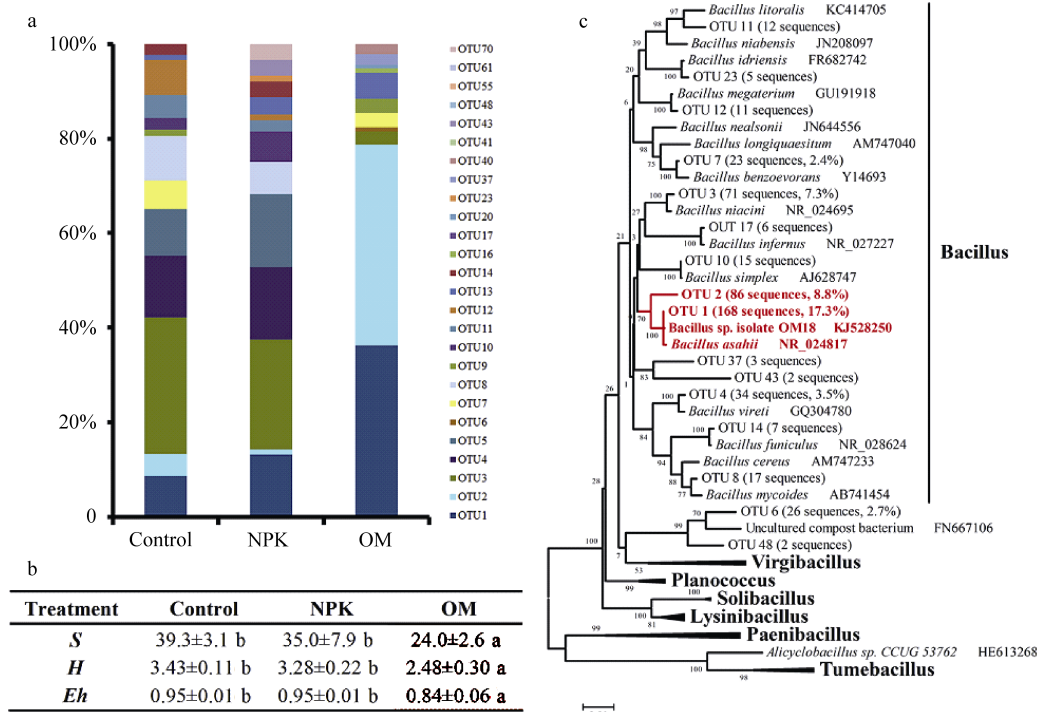 a
100%
80%
60%
40%
20%
0
Control NPK OM
OTU70
OTU61
OTU55
OTU48
OTU43
OTU41
OTU40
OTU37
OTU23
OTU20
OTU17
OTU16
OTU14
OTU13
OTU12
OTU11
OTU10
OTU9
OTU8
OTU7
OTU6
OTU5
OTU4
OTU3
OTU2
OTU1
b
Treatment Control NPK OM
S 39.3±3.1 b 35.0±7.9 b 24.0±2.6 a
H 3.43±0.11 b 3.28±0.22 b 2.48±0.30 a
Eh 0.95±0.01 b 0.95±0.01 b 0.84±0.06 a
c
Bacillus litoralis KC414705
97
OTU 11 (12 sequences)
98
Bacillus niabensis JN208097
39
Bacillus idriensis FR682742
20
100
OTU 23 (5 sequences)
Bacillus megaterium GU191918
6
100
OTU 12 (11 sequences)
Bacillus nealsonii JN644556
98
Bacillus longiquaesitum AM747040
75
OTU 7 (23 sequences, 2.4%)
100
Bacillus benzoevorans Y14693
OTU 3 (71 sequences, 7.3%)
100
Bacillus niacini NR_024695
27
OUT 17 (6 sequences)
21
3
100
Bacillus infernus NR_027227
OTU 10 (15 sequences)
100
Bacillus simplex AJ628747
Bacillus
OTU 2 (86 sequences, 8.8%)
70
OTU 1 (168 sequences, 17.3%)
Bacillus sp. isolate OM18 KJ528250
100
Bacillus asahii NR_024817
OTU 37 (3 sequences)
83
OTU 43 (2 sequences)
1
26
OTU 4 (34 sequences, 3.5%)
100
Bacillus vireti GQ304780
OTU 14 (7 sequences)
84
100
Bacillus funiculus NR_028624
94
Bacillus cereus AM747233
88
OTU 8 (17 sequences)
28
77
Bacillus mycoides AB741454
OTU 6 (26 sequences, 2.7%)
70
99
Uncultured compost bacterium FN667106
100
7
OTU 48 (2 sequences)
53
Virgibacillus
99
Planococcus
100
Solibacillus
100
81
Lysinibacillus
99
Paenibacillus
Alicyclobacillus sp. CCUG 53762 HE613268
100
98
Tumebacillus